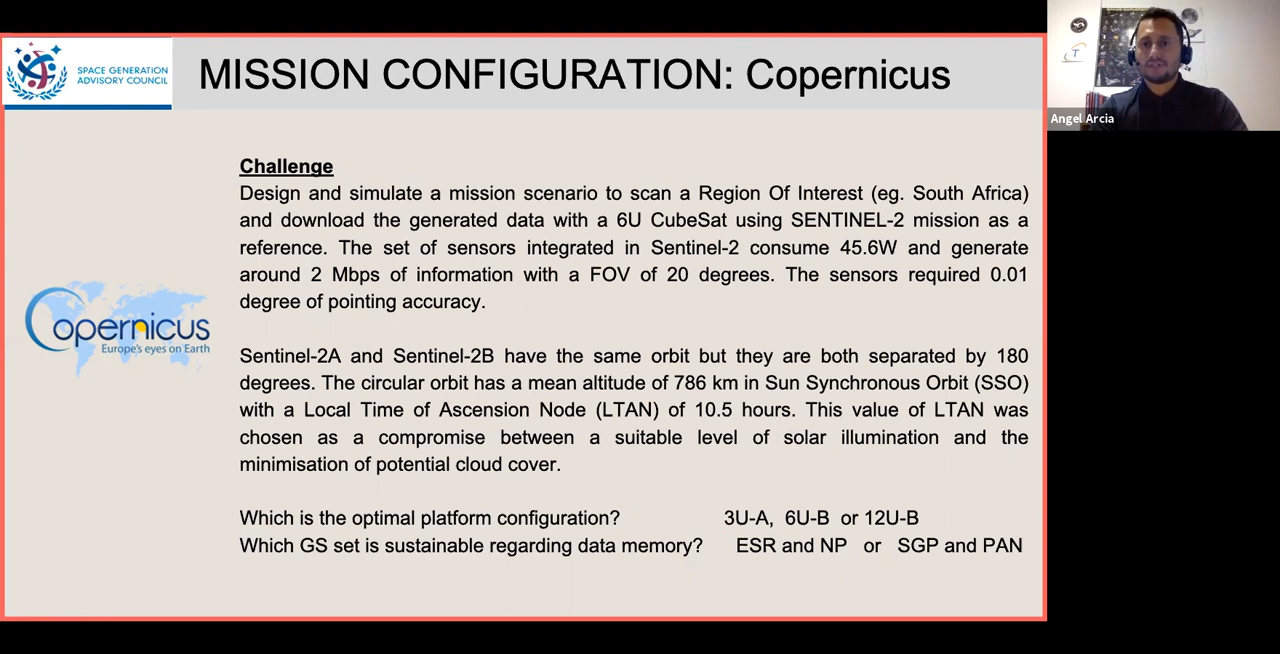 SPACE GENERATION
ADVISORY COUNCIL
MISSION CONFIGURATION: Copernicus
Angel Arcia
Challenge
Design and simulate a mission scenario to scan a Region Of Interest (eg. South Africa)
and download the generated data with a 6U CubeSat using SENTINEL-2 mission as a
reference. The set of sensors integrated in Sentinel-2 consume 45.6W and generate
around 2 Mbps of information with a FOV of 20 degrees. The sensors required 0.01
degree of pointing accuracy.
opernicus
Europe's eyes on Earth
Sentinel-2A and Sentinel-2B have the same orbit but they are both separated by 180
degrees. The circular orbit has a mean altitude of 786 km in Sun Synchronous Orbit (SSO)
with a Local Time of Ascension Node (LTAN) of 10.5 hours. This value of LTAN was
chosen as a compromise between a suitable level of solar illumination and the
minimisation of potential cloud cover.
Which is the optimal platform configuration? 3U-A, 6U-B or 12U-B
Which GS set is sustainable regarding data memory? ESR and NP or SGP and PAN